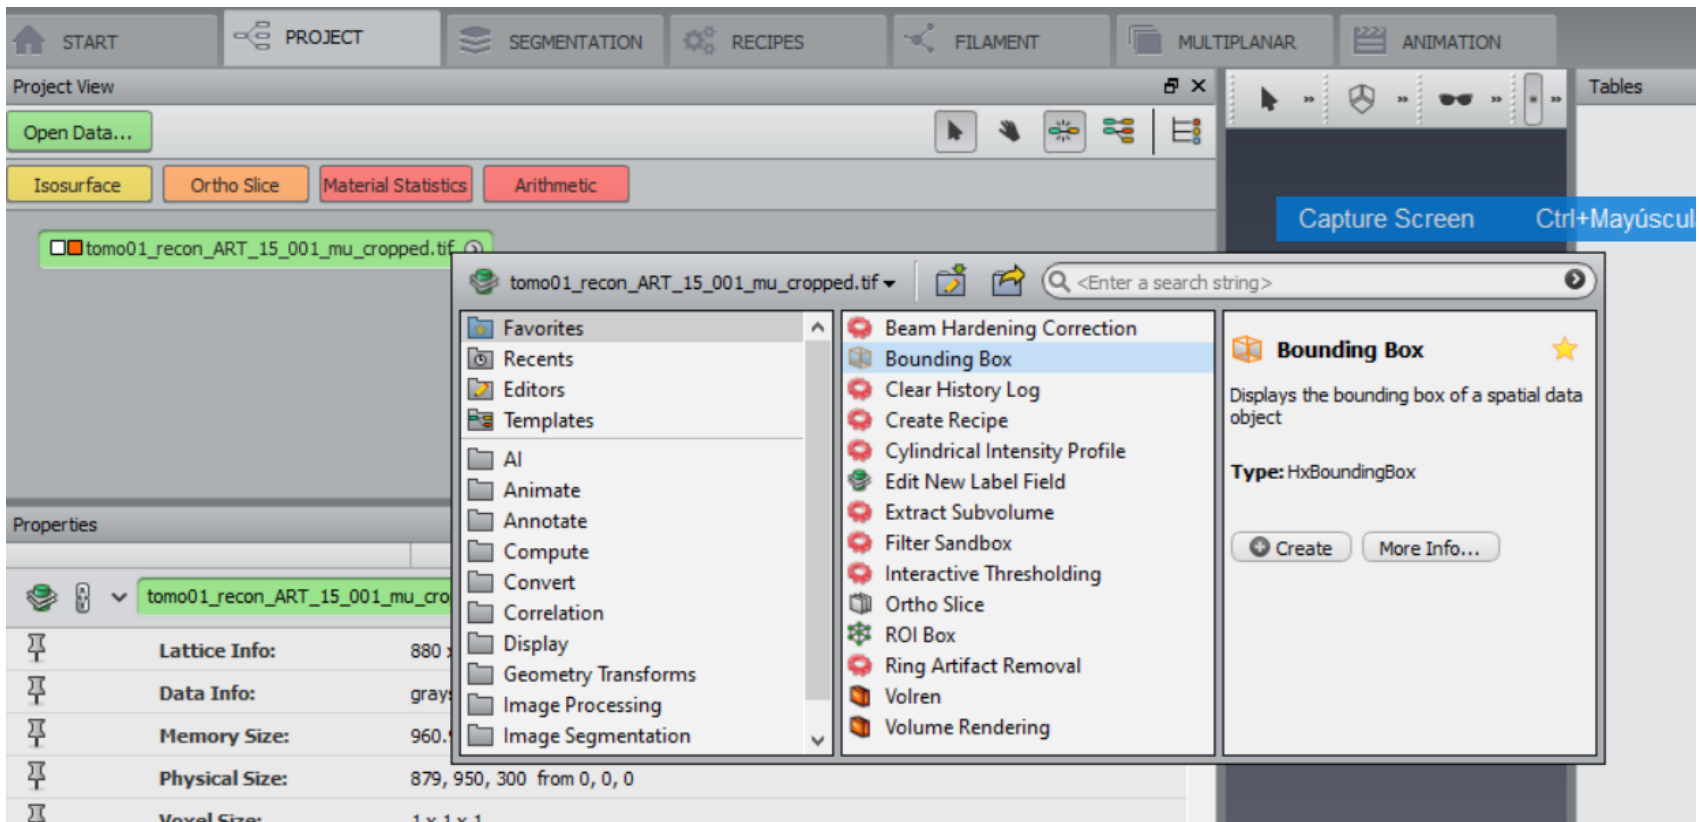 START
PROJECT
SEGMENTATION
RECIPES
FILAMENT
MULTIPLANAR
ANIMATION
Project View
Tables
Open Data...
Isosurface
Ortho Slice
Material Statistics
Arithmetic
Capture Screen Ctrl+Mayúscul
tomo01_recon_ART_15_001_mu_cropped.tif
tomo01_recon_ART_15_001_mu_cropped.tif
<Enter a search string>
Favorites
Recents
Editors
Templates
AI
Animate
Annotate
Compute
Convert
Correlation
Display
Geometry Transforms
Image Processing
Image Segmentation
Beam Hardening Correction
Bounding Box
Clear History Log
Create Recipe
Cylindrical Intensity Profile
Edit New Label Field
Extract Subvolume
Filter Sandbox
Interactive Thresholding
Ortho Slice
ROI Box
Ring Artifact Removal
Volren
Volume Rendering
Bounding Box
Displays the bounding box of a spatial data
object
Type: HxBoundingBox
Create
More Info...
Properties
tomo01_recon_ART_15_001_mu_cro
Lattice Info: 880
Data Info: gray
Memory Size: 960.
Physical Size: 879, 950, 300 from 0, 0, 0
Voxel Size: 1 x 1 x 1